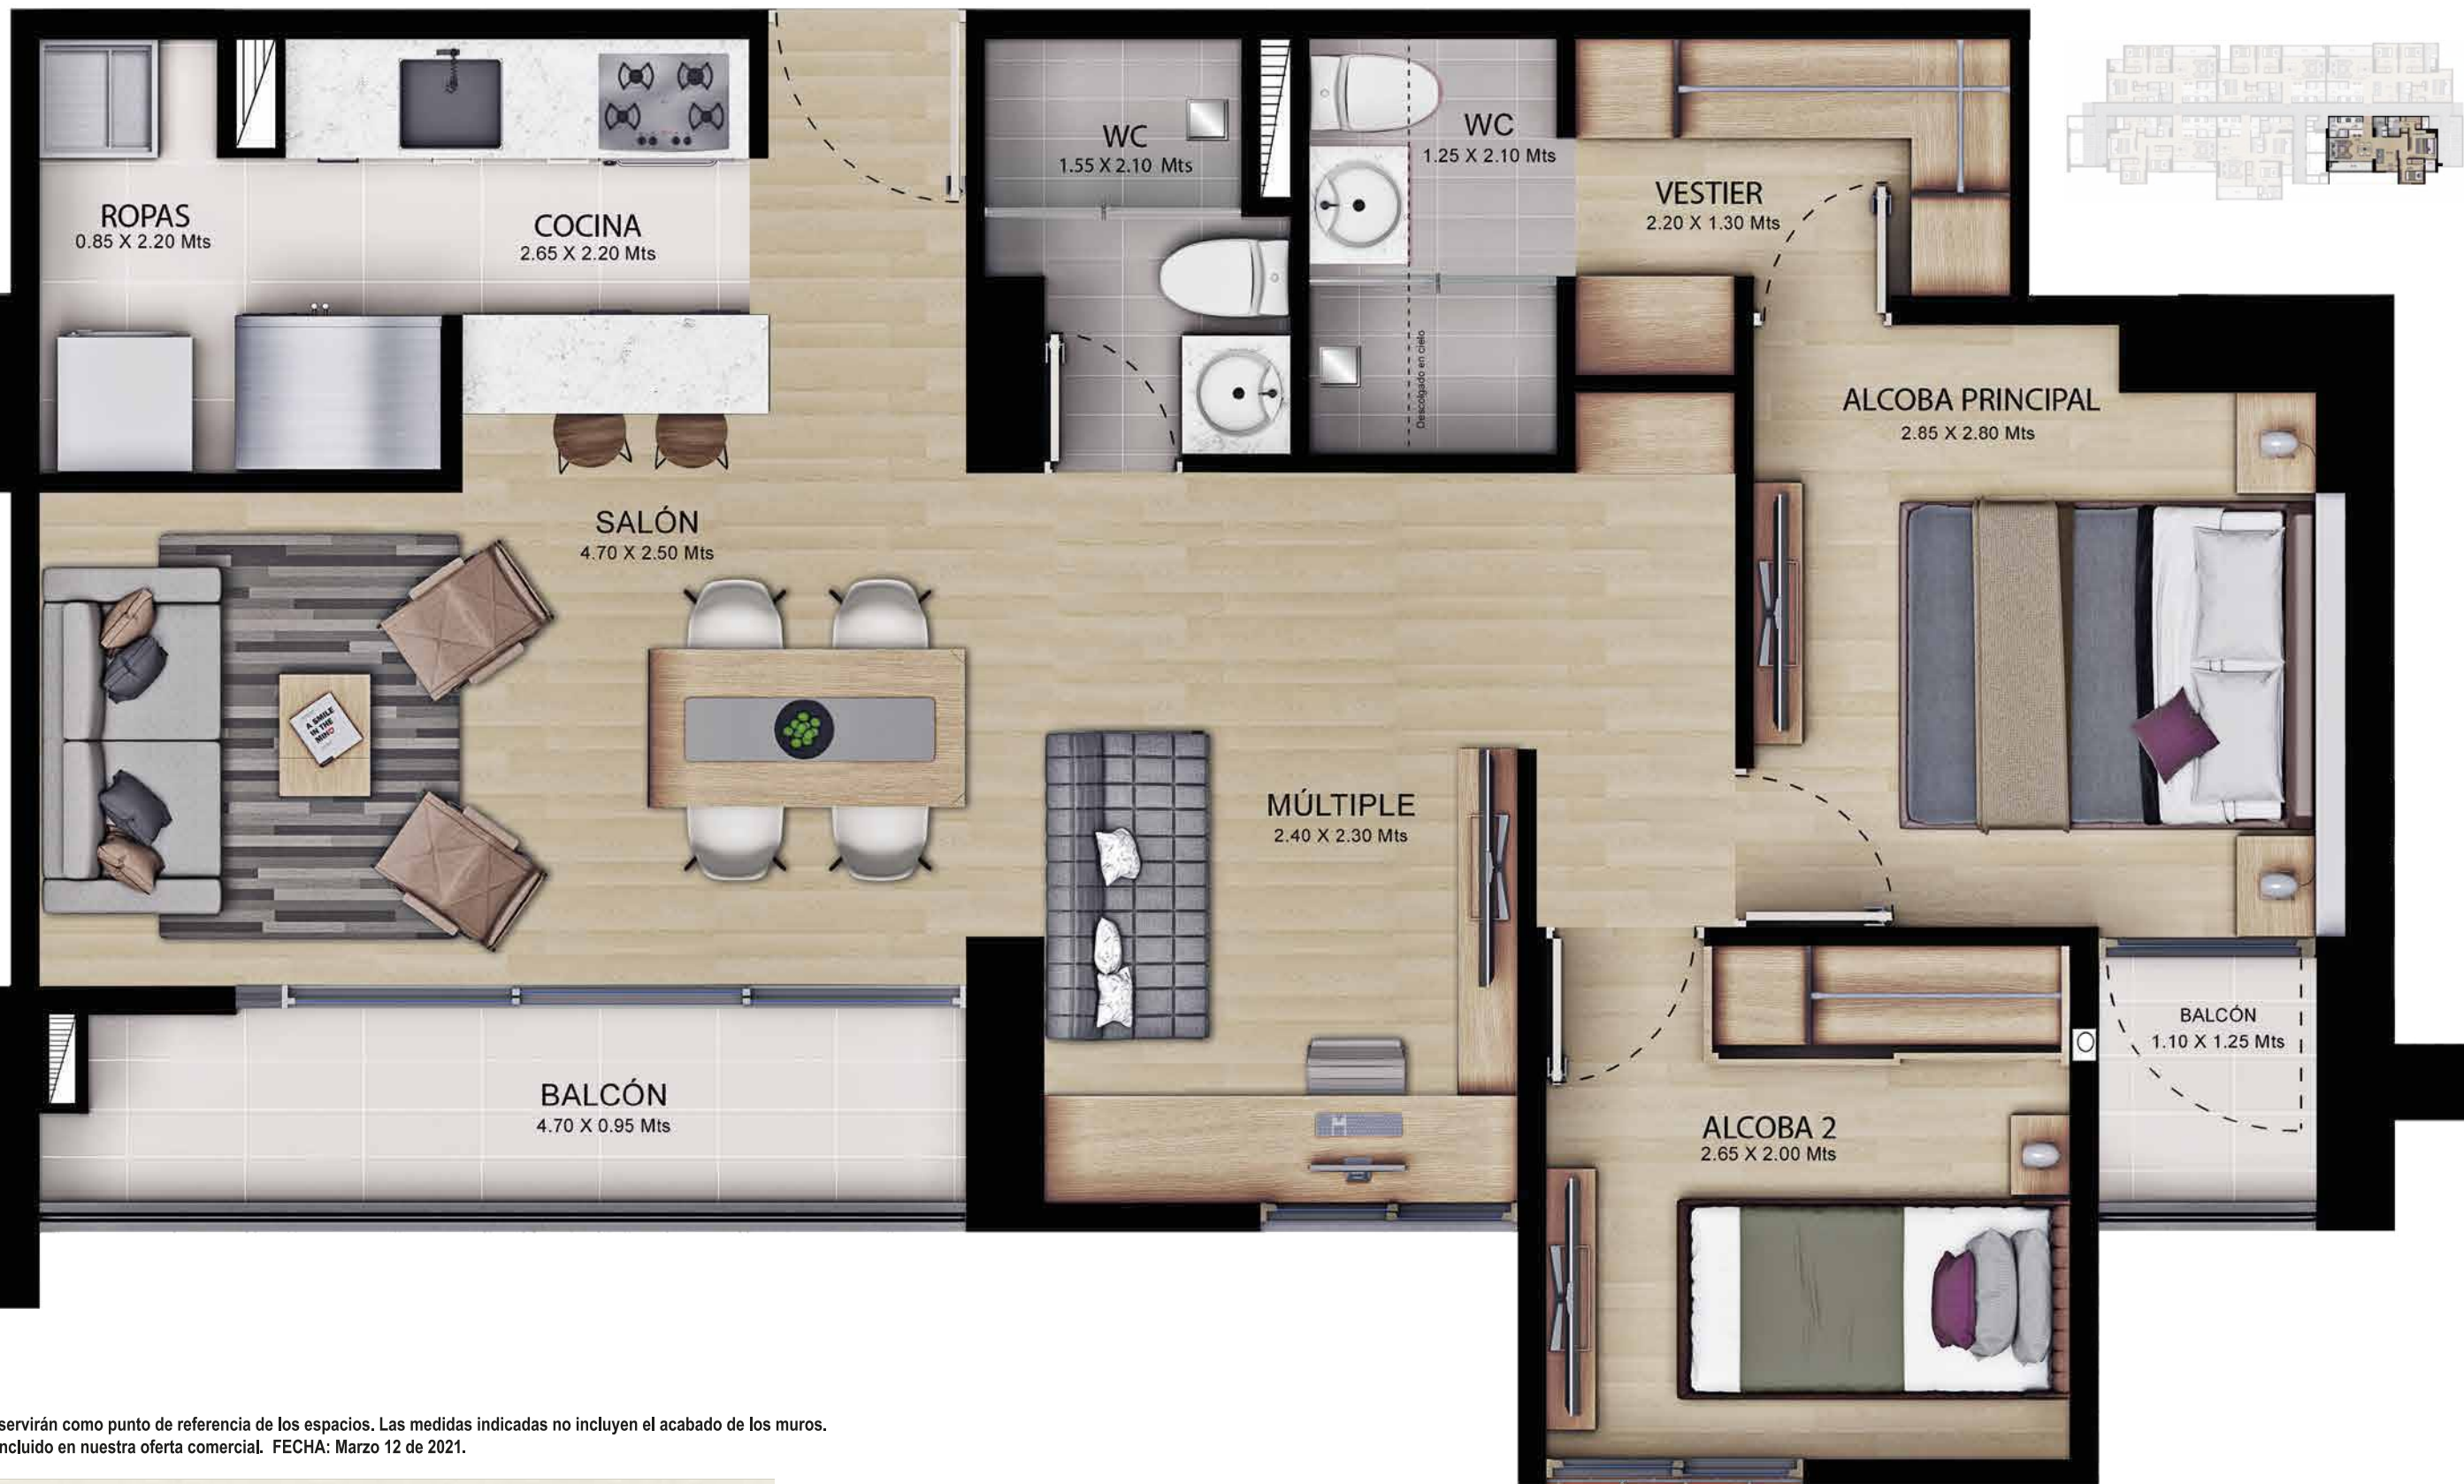 ROPAS
0.85 X 2.20 Mts
COCINA
2.65 X 2.20 Mts
WC
1.55 X 2.10 Mts
WC
1.25 X 2.10 Mts
Descolgado en cielo
VESTIER
2.20 X 1.30 Mts
ALCOBA PRINCIPAL
2.85 X 2.80 Mts
SALÓN
4.70 X 2.50 Mts
A SMILE
IN THE
MIND
MÚLTIPLE
2.40 X 2.30 Mts
BALCÓN
4.70 X 0.95 Mts
BALCÓN
1.10 X 1.25 Mts
ALCOBA 2
2.65 X 2.00 Mts
servirán como punto de referencia de los espacios. Las medidas indicadas no incluyen el acabado de los muros.
ncluido en nuestra oferta comercial. FECHA: Marzo 12 de 2021.